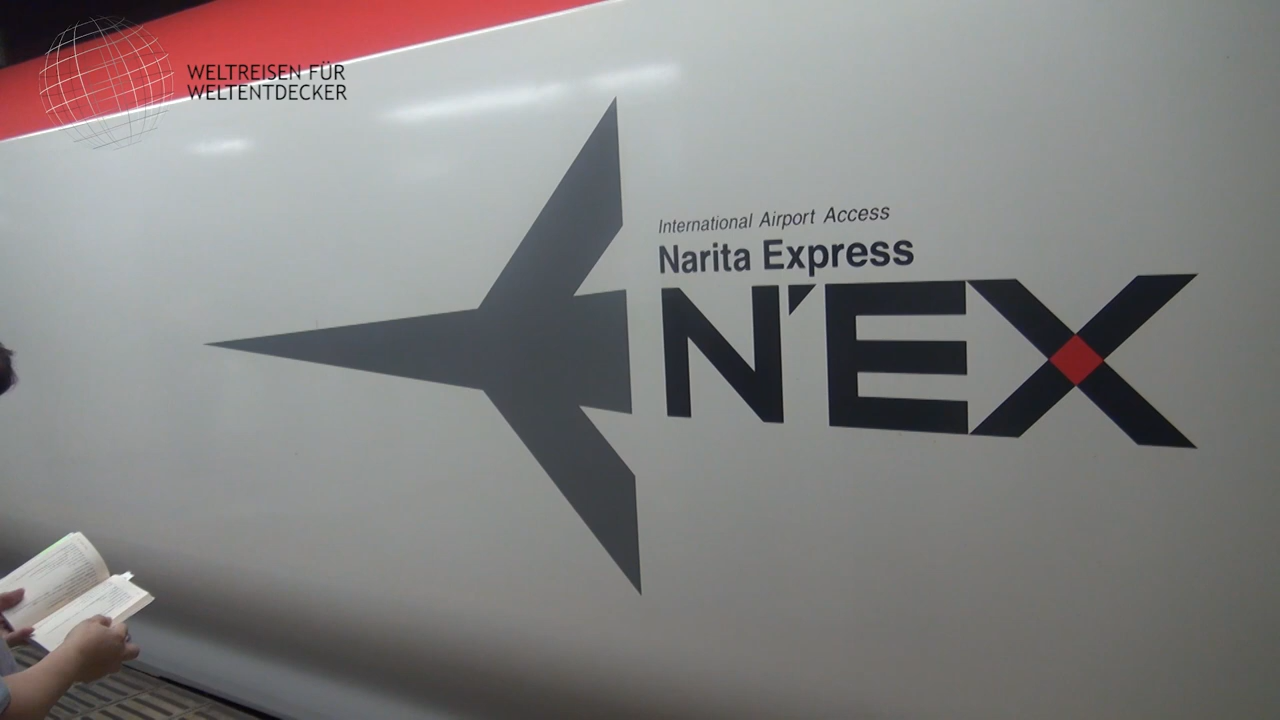 WELTREISEN FÜR
WELTENTDECKER
International Airport Access
Narita Express
N'EX